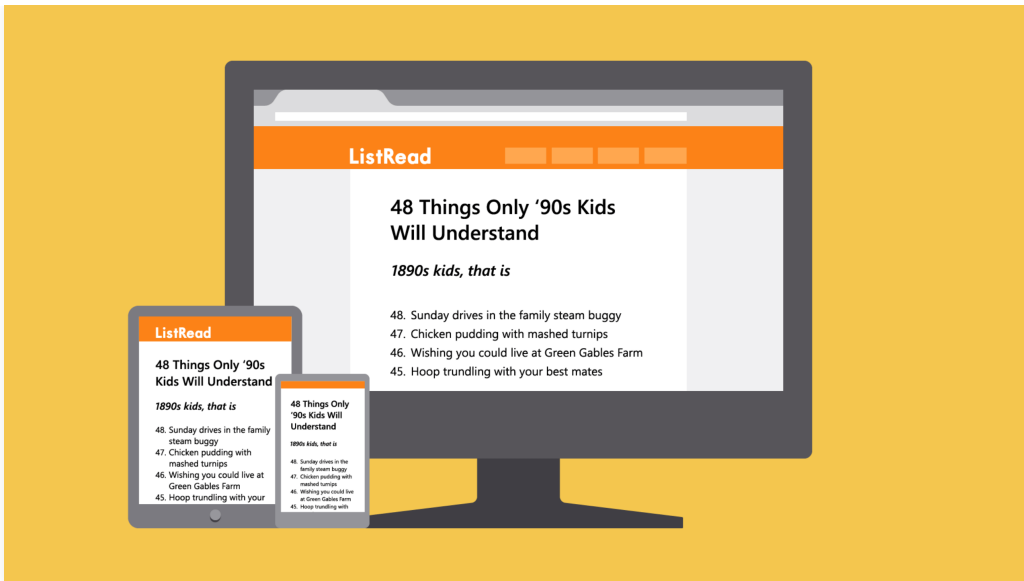 ListRead
48 Things Only ‘90s Kids
Will Understand
1890s kids, that is
48. Sunday drives in the family steam buggy
47. Chicken pudding with mashed turnips
46. Wishing you could live at Green Gables Farm
45. Hoop trundling with your best mates
ListRead
48 Things Only ‘90s
Kids Will Understand
1890s kids, that is
48. Sunday drives in the family
steam buggy
47. Chicken pudding with
mashed turnips
46. Wishing you could live at
Green Gables Farm
45. Hoop trundling with your
48 Things Only
‘90s Kids Will
Understand
1890s kids, that is
48. Sunday drives in the
family steam buggy
47. Chicken pudding with
mashed turnips
46. Wishing you could live
at Green Gables Farm
45. Hoop trundling with